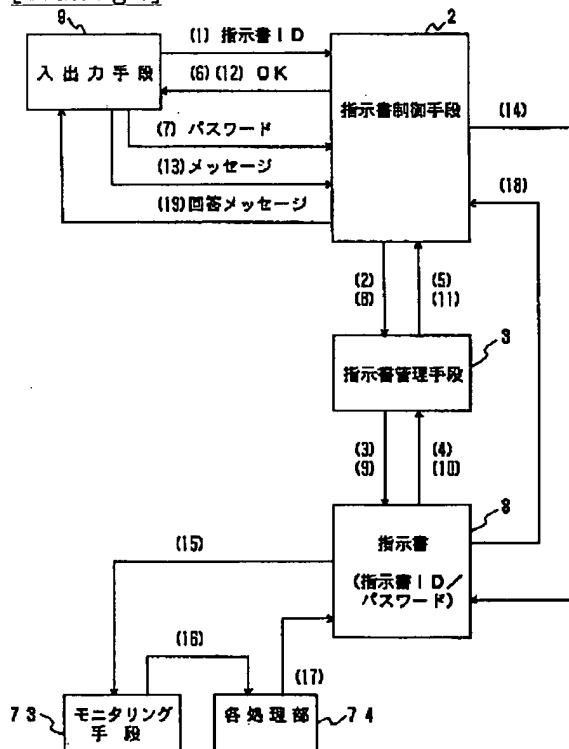 9
(1) 指示書ID
2
入出力手段
(6) (12) OK
指示書制御手段
(14)
(7) パスワード
(13)メッセージ
(18)
(19)回答メッセージ
(2)
(8)
(5)
(11)
3
指示書管理手段
(3)
(9)
(4)
(10)
8
指示書
(指示書ID/
パスワード)
(15)
(16)
(17)
73
モニタリング
手段
各処理部
74